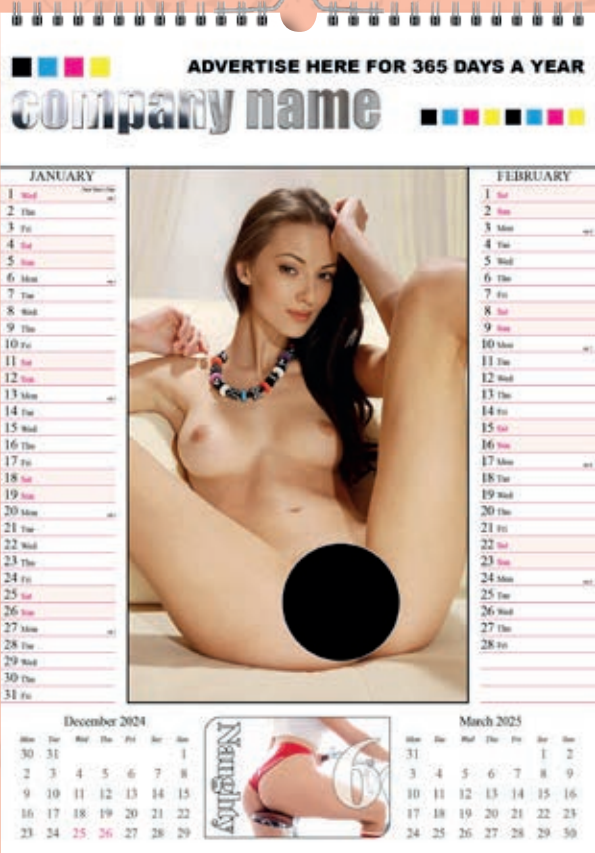 ADVERTISE HERE FOR 365 DAYS A YEAR
company name
JANUARY
1 Wed
2 Thu
3 Fri
4 Sat
5 Sun
6 Mon
7 Tue
8 Wed
9 Thu
10 Fri
11 Sat
12 Sun
13 Mon
14 Tue
15 Wed
16 Thu
17 Fri
18 Sat
19 Sun
20 Mon
21 Tue
22 Wed
23 Thu
24 Fri
25 Sat
26 Sun
27 Mon
28 Tue
29 Wed
30 Thu
31 Fri
FEBRUARY
1 Sat
2 Sun
3 Mon
4 Tue
5 Wed
6 Thu
7 Fri
8 Sat
9 Sun
10 Mon
11 Tue
12 Wed
13 Thu
14 Fri
15 Sat
16 Sun
17 Mon
18 Tue
19 Wed
20 Thu
21 Fri
22 Sat
23 Sun
24 Mon
25 Tue
26 Wed
27 Thu
28 Fri
December 2024
Mon Tue Wed Thu Fri Sat Sun
30 31 1
2 3 4 5 6 7 8
9 10 11 12 13 14 15
16 17 18 19 20 21 22
23 24 25 26 27 28 29
Naughty
March 2025
Mon Tue Wed Thu Fri Sat Sun
31 1 2
3 4 5 6 7 8 9
10 11 12 13 14 15 16
17 18 19 20 21 22 23
24 25 26 27 28 29 30